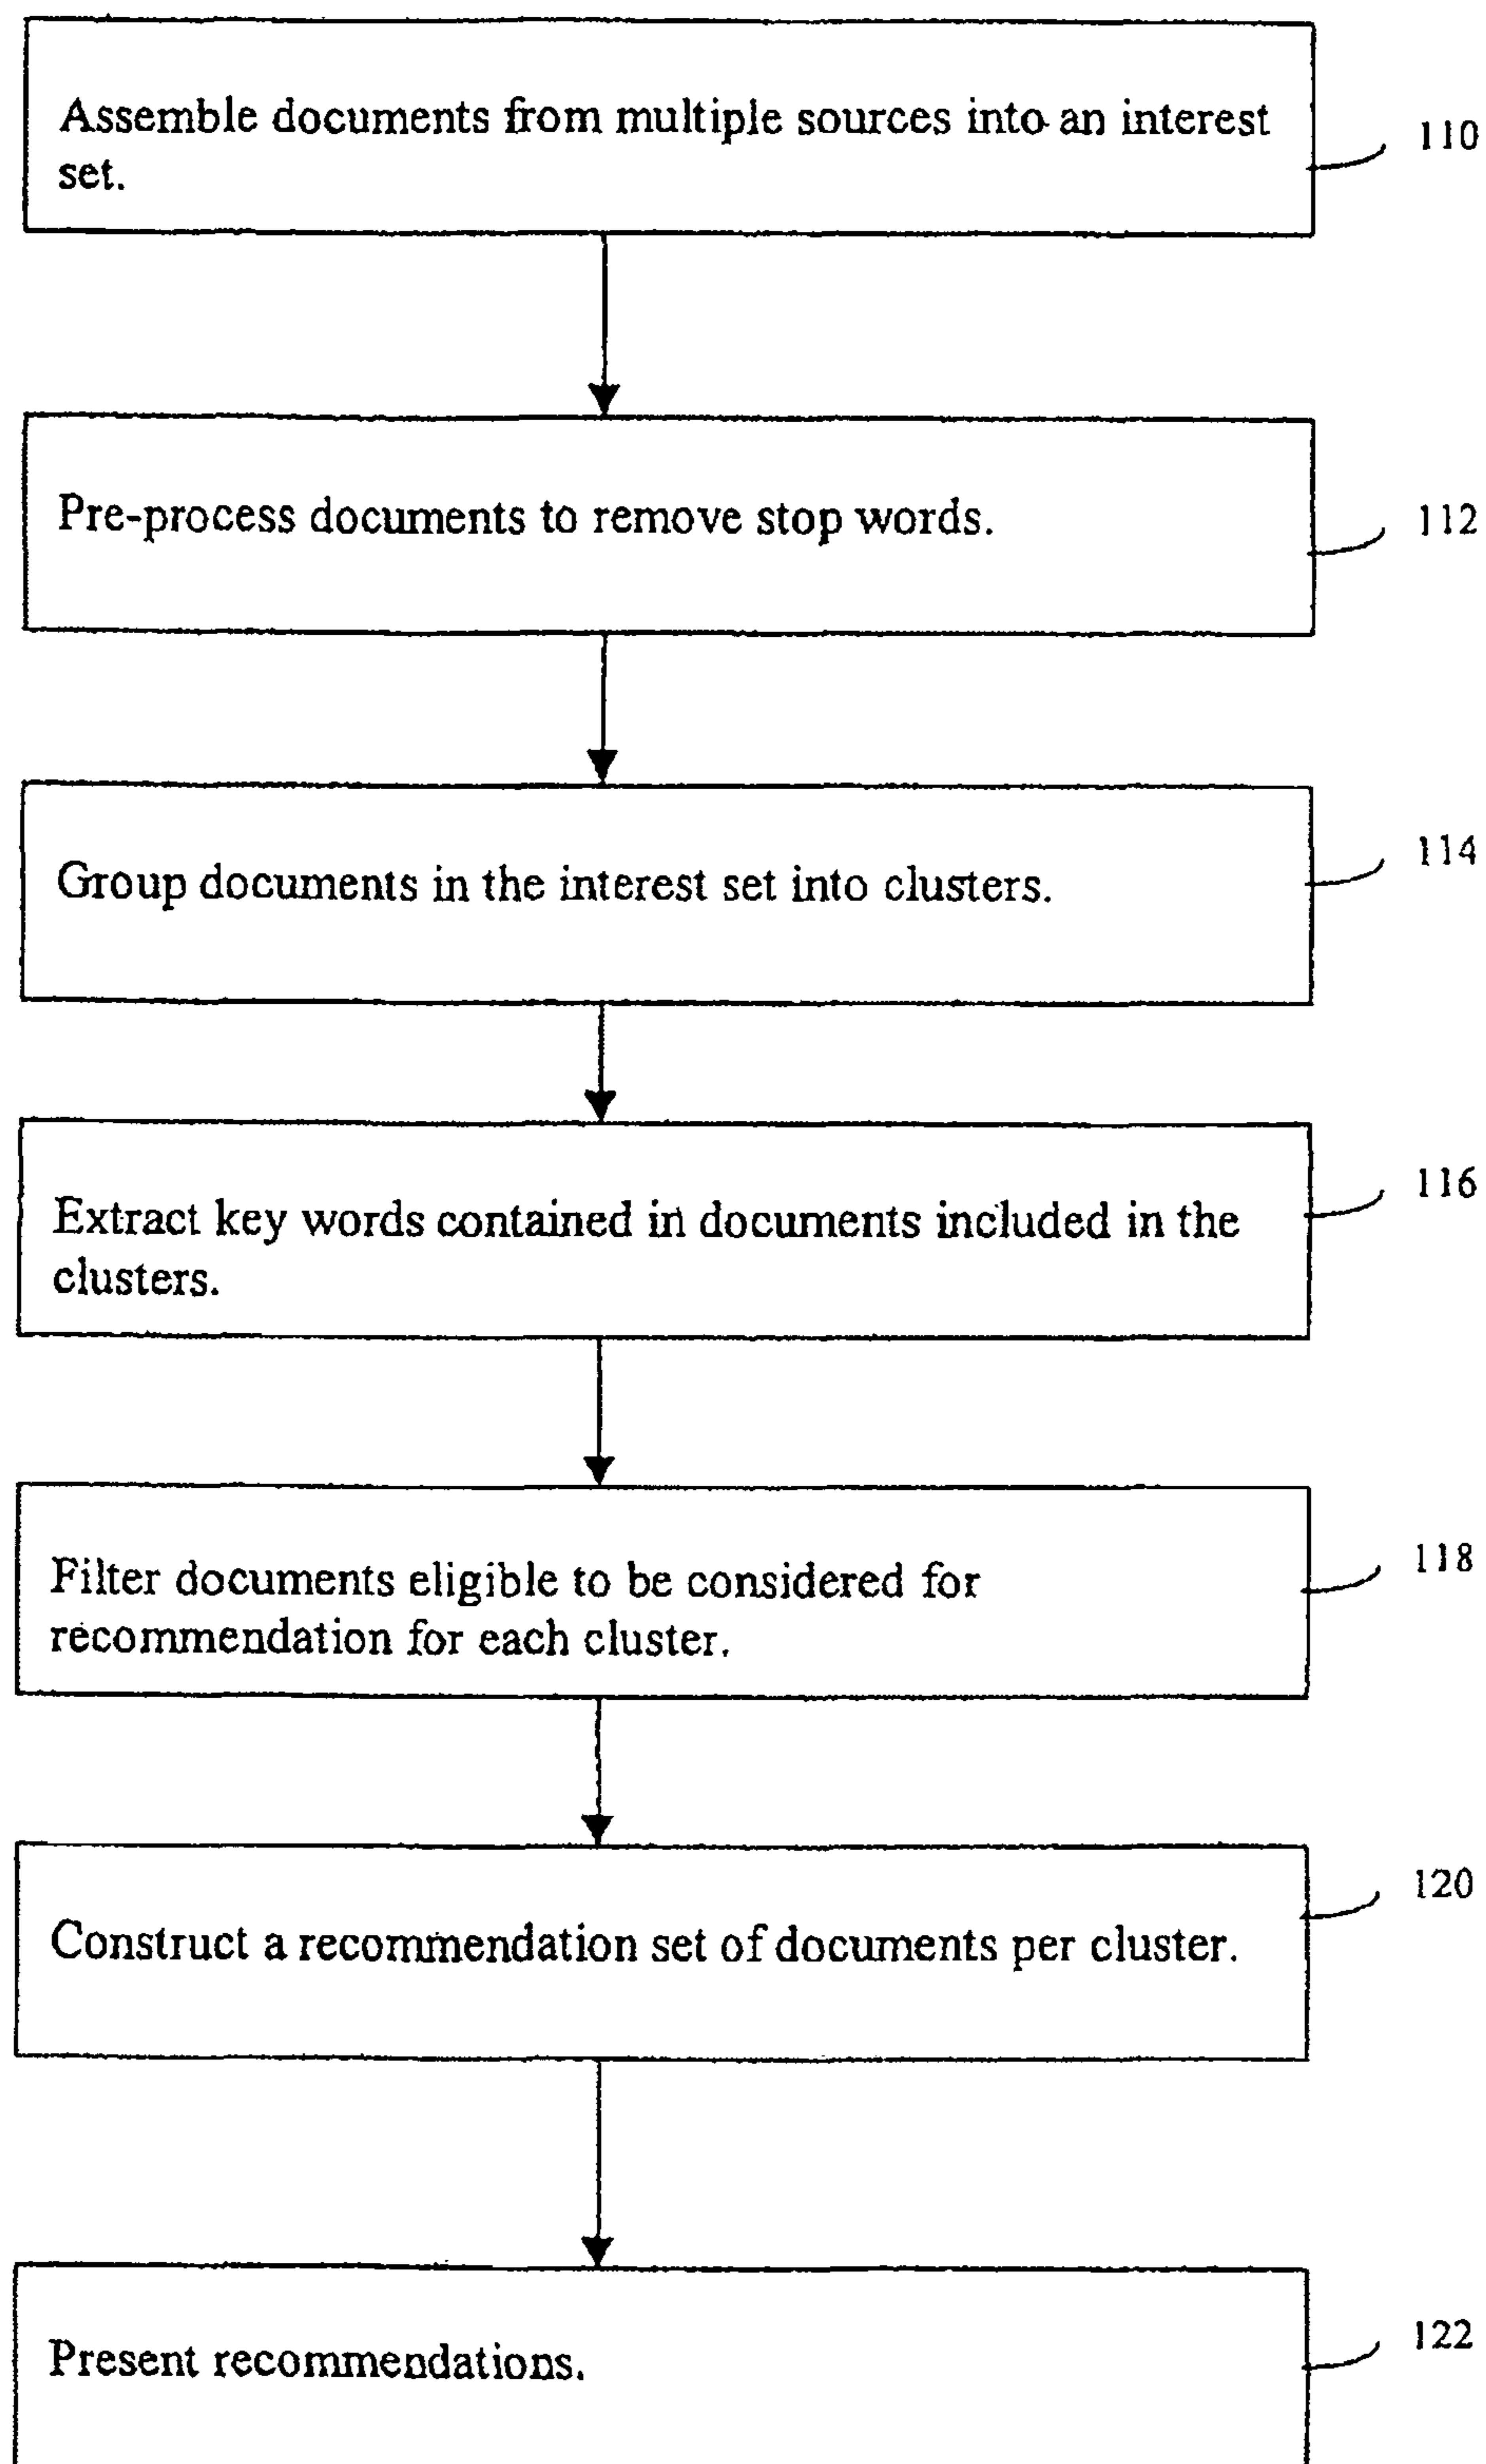 Assemble documents from multiple sources into an interest
set.
110
Pre-process documents to remove stop words.
112
Group documents in the interest set into clusters.
114
Extract key words contained in documents included in the
clusters.
116
Filter documents eligible to be considered for
recommendation for each cluster.
118
Construct a recommendation set of documents per cluster.
120
Present recommendations.
122